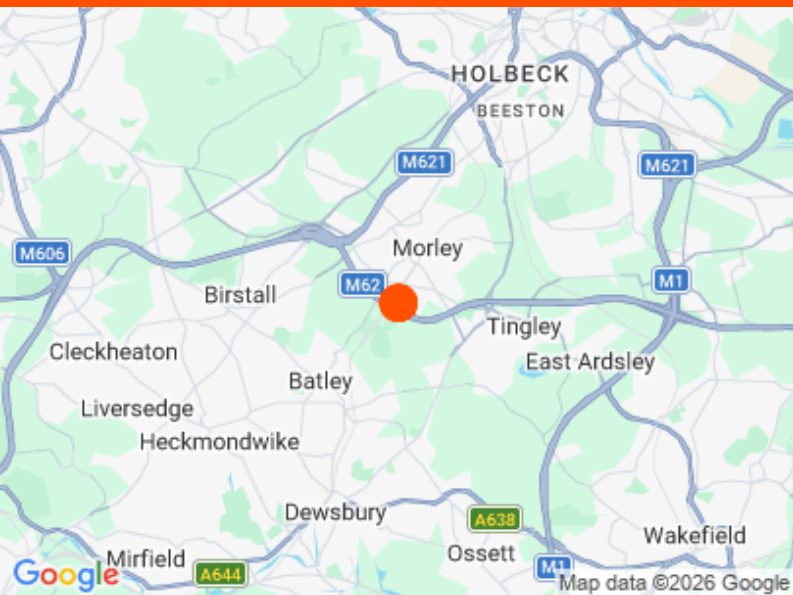 HOLBECK
BEESTON
M621
M621
Morley
M606
M62
M1
Birstall
Tingley
Cleckheaton
East Ardsley
Batley
Liversedge
Heckmondwike
Dewsbury
A638
Wakefield
Ossett
Mirfield
M1
Google
A644
Map data ©2026 Google